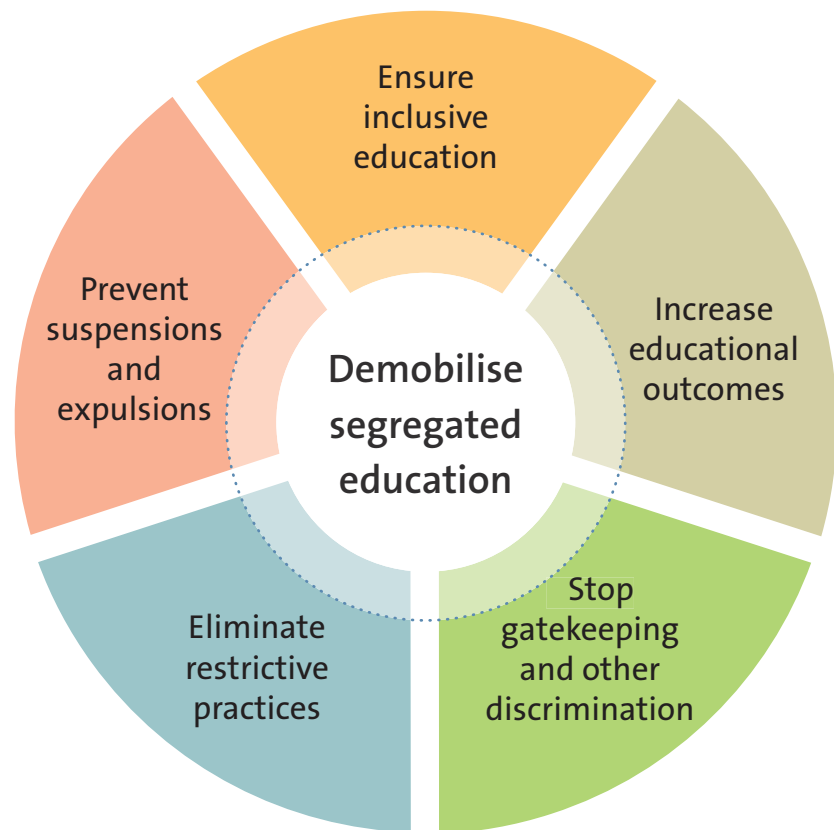 Ensure
inclusive
education
Increase
educational
outcomes
Stop
gatekeeping
and other
discrimination
Eliminate
restrictive
practices
Prevent
suspensions
and
expulsions
Demobilise
segregated
education